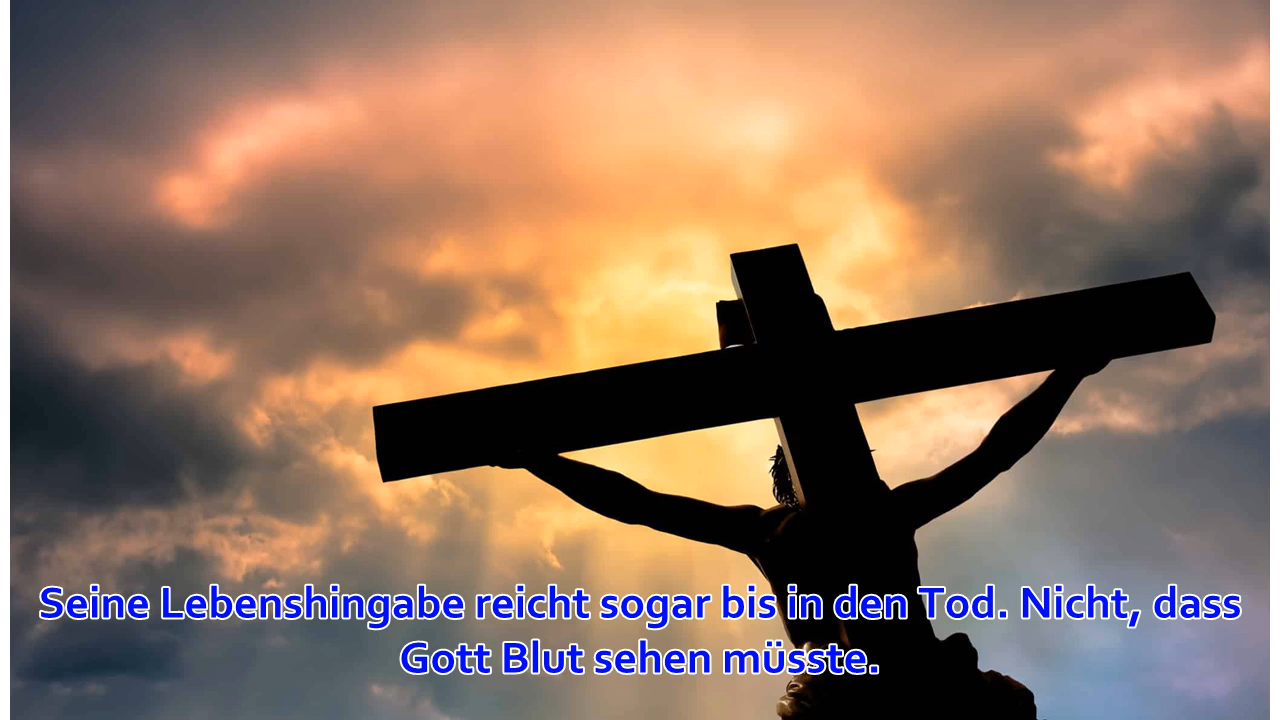 Seine Lebenshingabe reicht sogar bis in den Tod. Nicht, dass
Gott Blut sehen müsste.